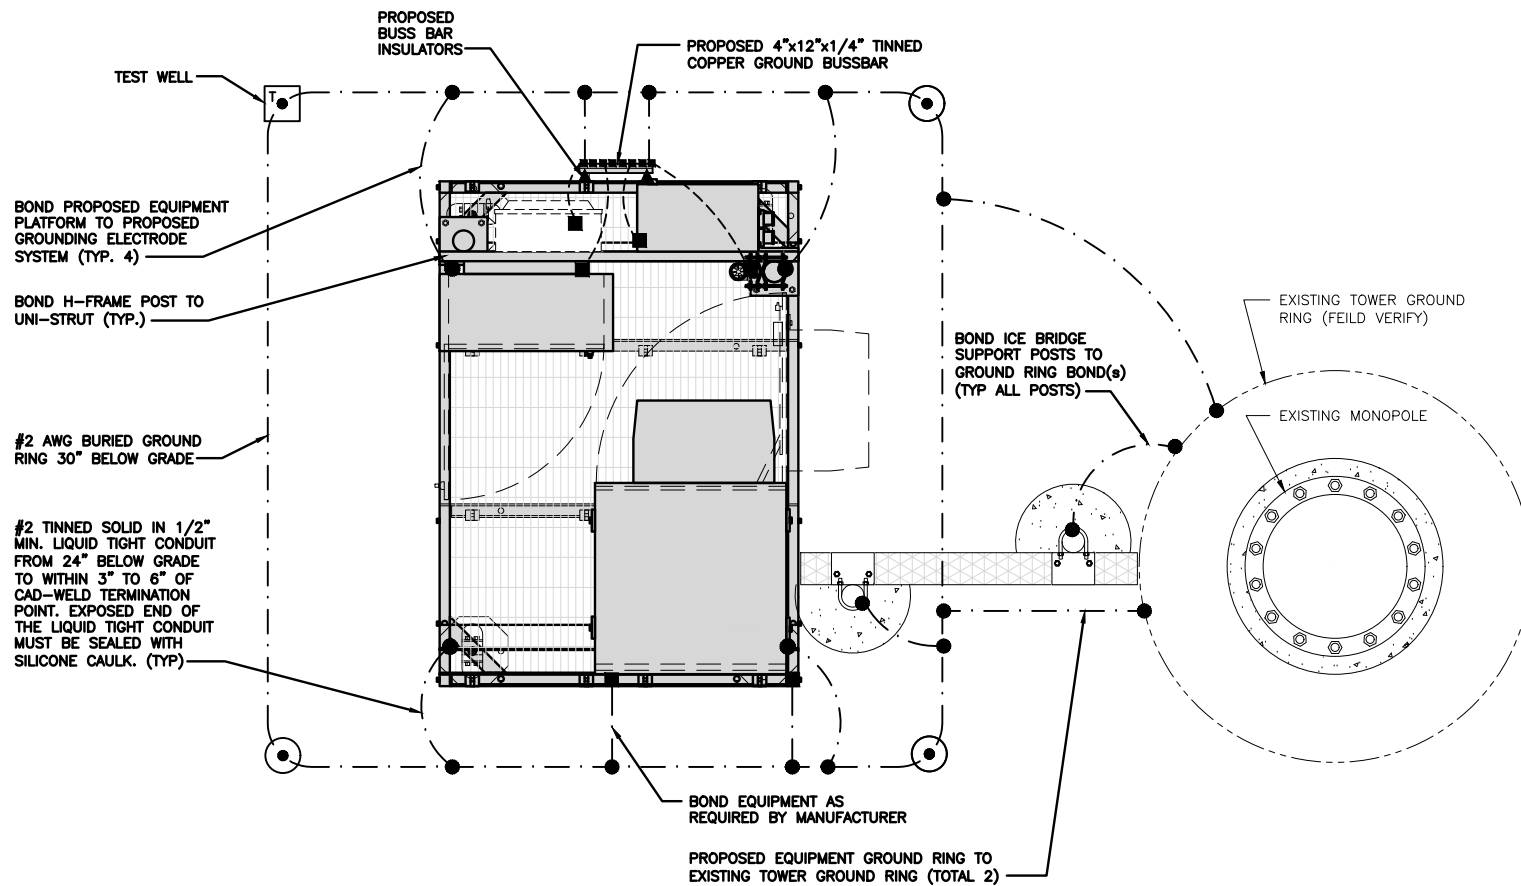 PROPOSED
BUSS BAR
INSULATORS
PROPOSED 4"x12"x1/4" TINNED
COPPER GROUND BUSSBAR
TEST WELL
T
BOND PROPOSED EQUIPMENT
PLATFORM TO PROPOSED
GROUNDING ELECTRODE
SYSTEM (TYP. 4)
BOND H-FRAME POST TO
UNI-STRUT (TYP.)
#2 AWG BURIED GROUND
RING 30" BELOW GRADE
#2 TINNED SOLID IN 1/2"
MIN. LIQUID TIGHT CONDUIT
FROM 24" BELOW GRADE
TO WITHIN 3" TO 6" OF
CAD-WELD TERMINATION
POINT. EXPOSED END OF
THE LIQUID TIGHT CONDUIT
MUST BE SEALED WITH
SILICONE CAULK. (TYP)
EXISTING TOWER GROUND
RING (FEILD VERIFY)
BOND ICE BRIDGE
SUPPORT POSTS TO
GROUND RING BOND(s)
(TYP ALL POSTS)
EXISTING MONOPOLE
BOND EQUIPMENT AS
REQUIRED BY MANUFACTURER
PROPOSED EQUIPMENT GROUND RING TO
EXISTING TOWER GROUND RING (TOTAL 2)